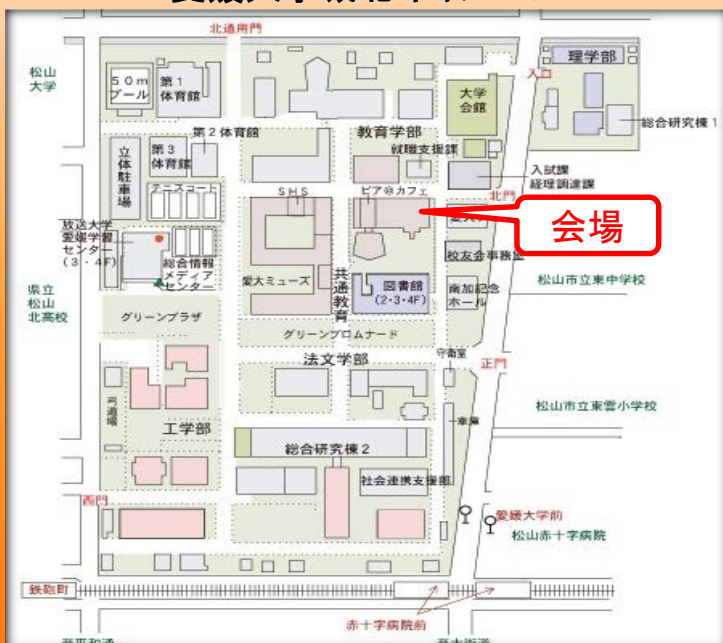 北通用門
松山
大学
50m
プール
第1
体育館
大学
会館
入口
理学部
総合研究棟1
第2体育館
教育学部
就職支援課
立体駐車場
第3
体育館
テニスコート
SHS
ピア@カフェ
入試課
経理調達課
北門
会場
放送大学
愛媛学習
センター
(3・4F)
総合情報
メディア
センター
愛大ミューズ
共通教育
図書館
(2・3・4F)
校友会事務室
南加記念
ホール
松山市立東中学校
県立
松山
北高校
グリーンプラザ
グリーンプロムナード
法文学部
守衛室
正門
弓道場
工学部
車庫
松山市立東雲小学校
総合研究棟2
社会連携支援部
西門
愛媛大学前
松山赤十字病院
鉄砲町
赤十字病院前